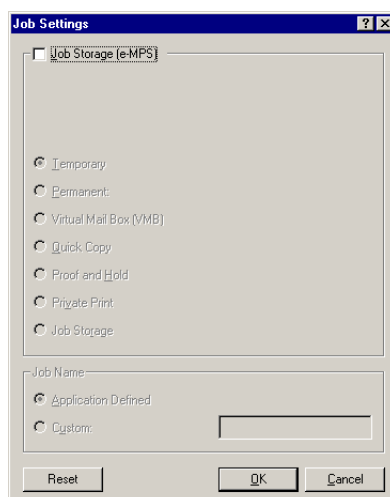 Job Settings
Job Storage (e-MPS)
Temporary
Permanent:
Virtual Mail Box (VMB)
Quick Copy
Proof and Hold
Private Print
Job Storage
Job Name
Application Defined
Custom:
Reset
OK
Cancel